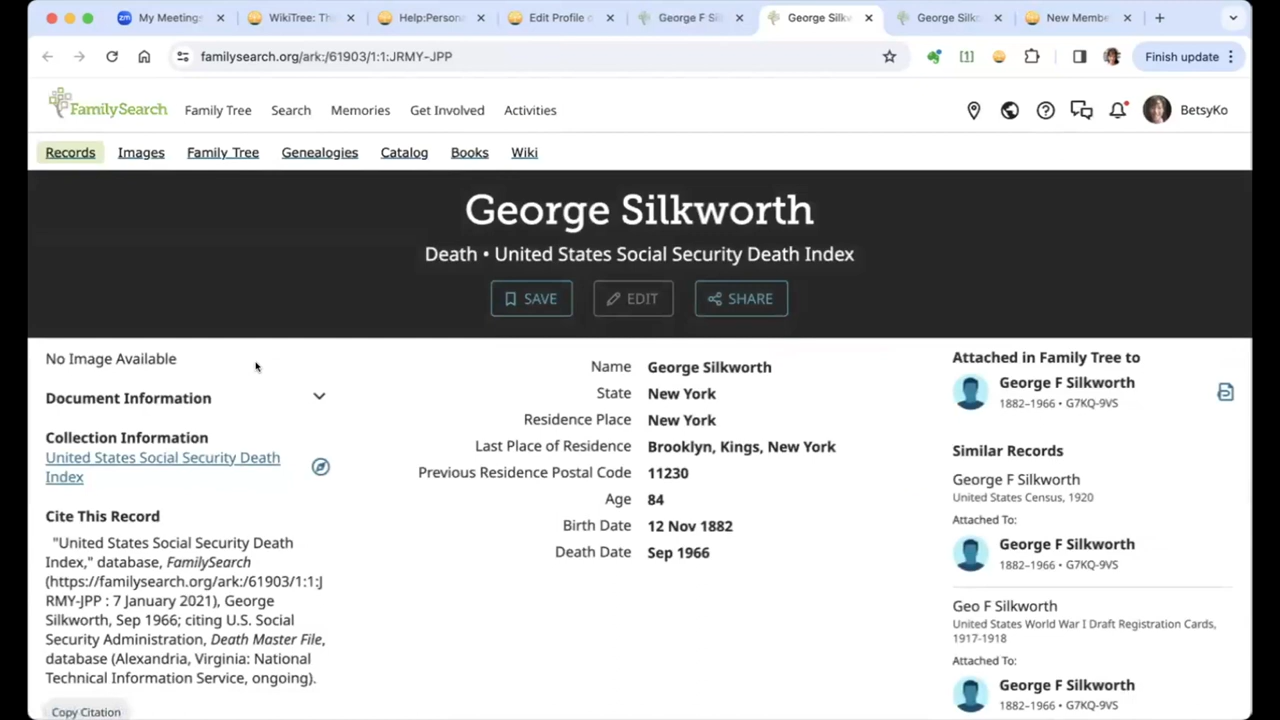 My Meetings
WikiTree: Th
Help:Persona
Edit Profile o
George F Sil
George Silkw
George Silk
New Membe
familysearch.org/ark:/61903/1:1:JRMY-JPP
[1]
Finish update
FamilySearch
Family Tree
Search
Memories
Get Involved
Activities
BetsyKo
Records
Images
Family Tree
Genealogies
Catalog
Books
Wiki
George Silkworth
Death • United States Social Security Death Index
SAVE
EDIT
SHARE
No Image Available
Document Information
Collection Information
United States Social Security Death
Index
Cite This Record
"United States Social Security Death
Index," database, FamilySearch
(https://familysearch.org/ark:/61903/1:1:J
RMY-JPP : 7 January 2021), George
Silkworth, Sep 1966; citing U.S. Social
Security Administration, Death Master File,
database (Alexandria, Virginia: National
Technical Information Service, ongoing).
Copy Citation
Name George Silkworth
State New York
Residence Place New York
Last Place of Residence Brooklyn, Kings, New York
Previous Residence Postal Code 11230
Age 84
Birth Date 12 Nov 1882
Death Date Sep 1966
Attached in Family Tree to
George F Silkworth
1882–1966 • G7KQ-9VS
Similar Records
George F Silkworth
United States Census, 1920
Attached To:
George F Silkworth
1882–1966 • G7KQ-9VS
Geo F Silkworth
United States World War I Draft Registration Cards,
1917-1918
Attached To:
George F Silkworth
1882–1966 • G7KQ-9VS